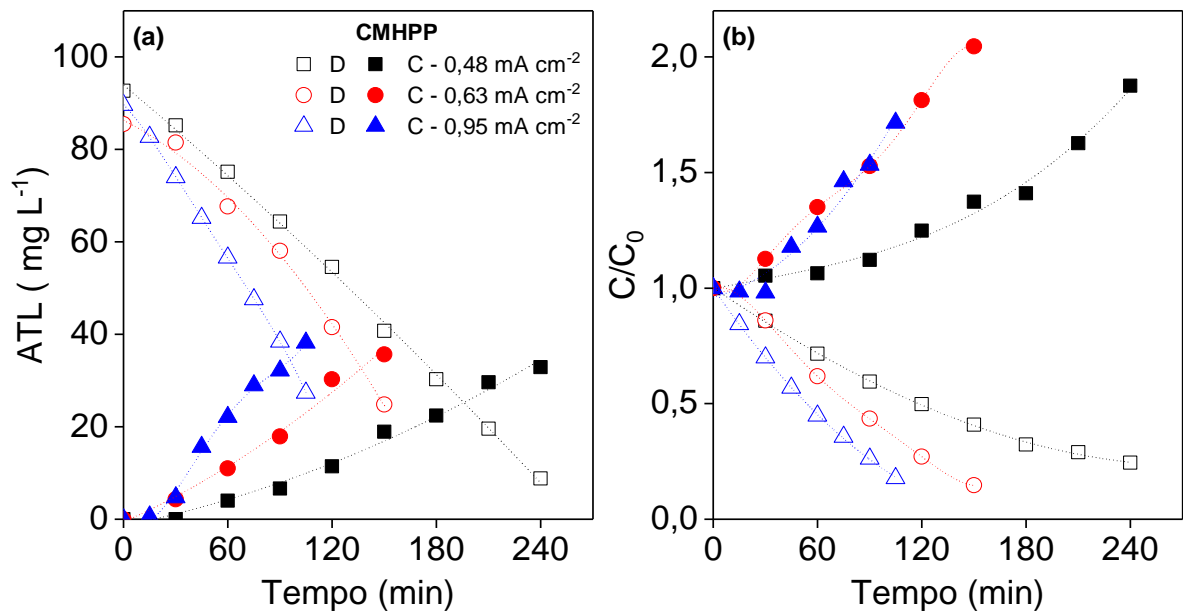 (a)
CMHPP
D C - 0,48 mA cm⁻²
D C - 0,63 mA cm⁻²
D C - 0,95 mA cm⁻²
100
80
60
40
20
0
ATL ( mg L⁻¹)
0 60 120 180 240
Tempo (min)
(b)
2,0
1,5
1,0
0,5
0,0
C/C₀
0 60 120 180 240
Tempo (min)